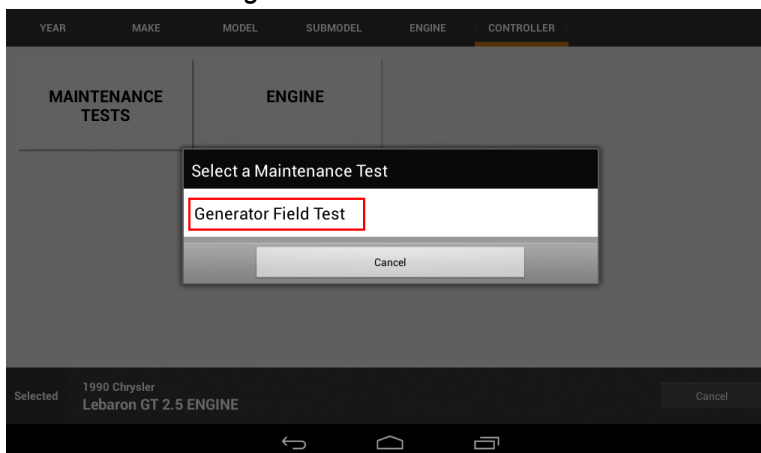 YEAR MAKE MODEL SUBMODEL ENGINE CONTROLLER
MAINTENANCE
TESTS
ENGINE
Select a Maintenance Test
Generator Field Test
Cancel
Selected
1990 Chrysler
Lebaron GT 2.5 ENGINE
Cancel